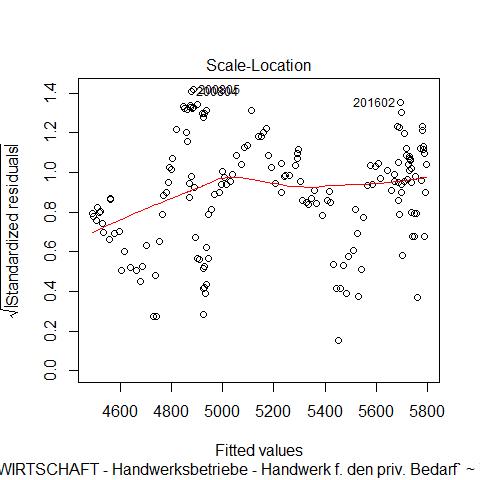 Scale-Location
√|Standardized residuals|
1.4
1.2
1.0
0.8
0.6
0.4
0.2
0.0
200805
200804
201602
4600 4800 5000 5200 5400 5600 5800
Fitted values
WIRTSCHAFT - Handwerksbetriebe - Handwerk f. den priv. Bedarf` ~ `